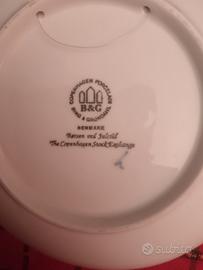 COPENHAGEN PORCELAIN
B&G
BING & GRØNDAHL
DENMARK
Børsen ved Juletid
The Copenhagen Stock Exchange
subito